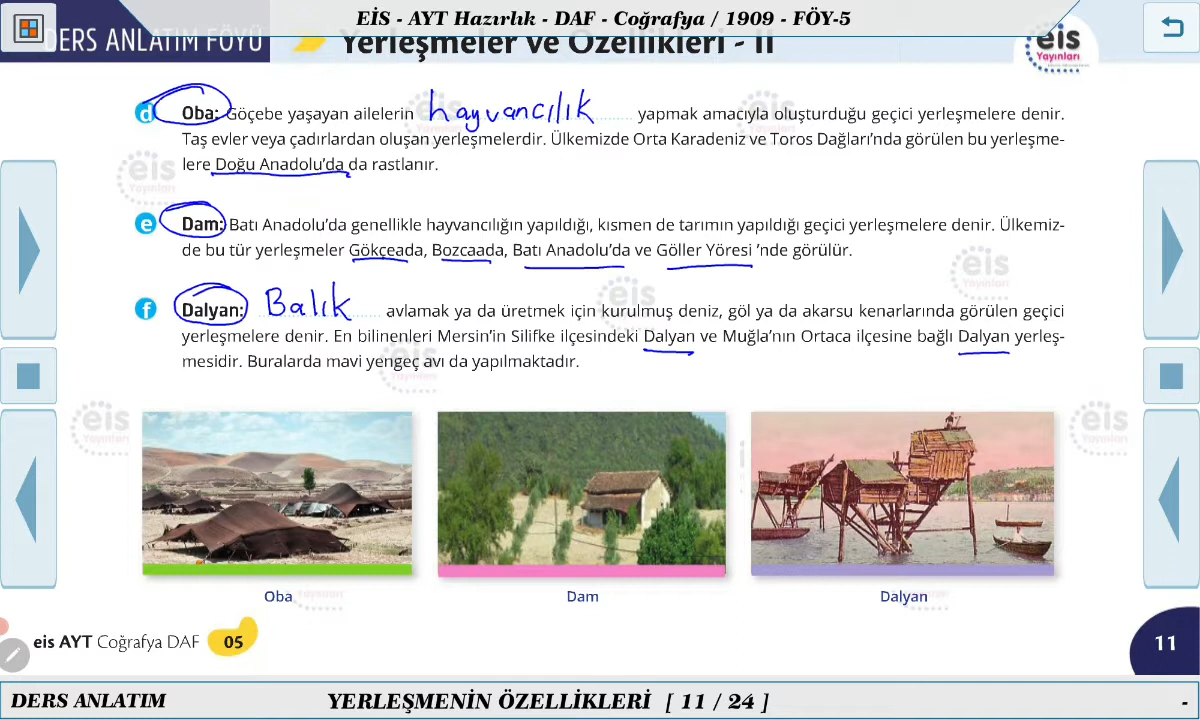 EİS - AYT Hazırlık - DAF - Coğrafya / 1909 - FÖY-5
DERS ANLATIM FÖYÜ
Yerleşmeler ve Özellikleri - II
eis
Yayınları
d Oba: Göçebe yaşayan ailelerin hayvancılık yapmak amacıyla oluşturduğu geçici yerleşmelere denir.
Taş evler veya çadırlardan oluşan yerleşmelerdir. Ülkemizde Orta Karadeniz ve Toros Dağları’nda görülen bu yerleşme-
lere Doğu Anadolu’da da rastlanır.
e Dam: Batı Anadolu’da genellikle hayvancılığın yapıldığı, kısmen de tarımın yapıldığı geçici yerleşmelere denir. Ülkemiz-
de bu tür yerleşmeler Gökçeada, Bozcaada, Batı Anadolu’da ve Göller Yöresi ’nde görülür.
f Dalyan: Balık avlamak ya da üretmek için kurulmuş deniz, göl ya da akarsu kenarlarında görülen geçici
yerleşmelere denir. En bilinenleri Mersin’in Silifke ilçesindeki Dalyan ve Muğla’nın Ortaca ilçesine bağlı Dalyan yerleş-
mesidir. Buralarda mavi yengeç avı da yapılmaktadır.
Oba
Dam
Dalyan
eis AYT Coğrafya DAF 05
11
DERS ANLATIM
YERLEŞMENİN ÖZELLİKLERİ [ 11 / 24 ]
-